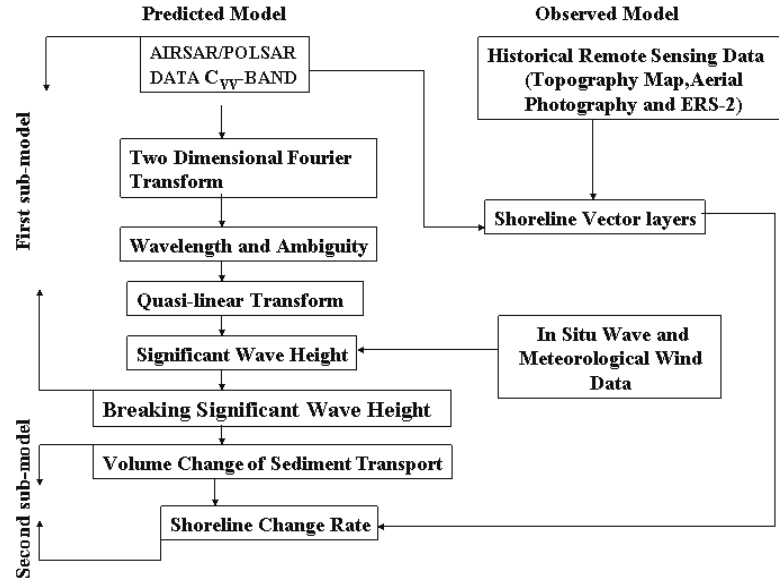 Predicted Model
Observed Model
AIRSAR/POLSAR
DATA C_VV-BAND
Historical Remote Sensing Data
(Topography Map,Aerial
Photography and ERS-2)
First sub-model
Two Dimensional Fourier
Transform
Shoreline Vector layers
Wavelength and Ambiguity
Quasi-linear Transform
In Situ Wave and
Meteorological Wind
Data
Significant Wave Height
Breaking Significant Wave Height
Second sub-model
Volume Change of Sediment Transport
Shoreline Change Rate